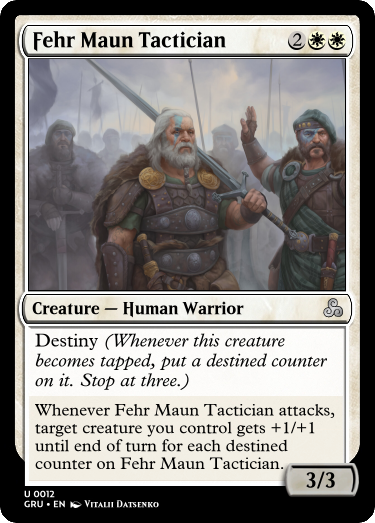 Fehr Maun Tactician 2
Creature — Human Warrior
Destiny (Whenever this creature
becomes tapped, put a destined counter
on it. Stop at three.)
Whenever Fehr Maun Tactician attacks,
target creature you control gets +1/+1
until end of turn for each destined
counter on Fehr Maun Tactician.
3/3
U 0012
GRU • EN Vitalii Datsenko